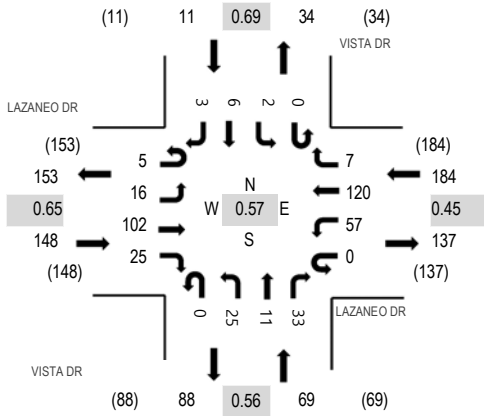 (11) 11 0.69 34 (34)
VISTA DR
LAZANEO DR
3 6 2 0
(153) (184)
153 5 7 184
16 N 120
0.65 W 0.57 E 0.45
102 S 57
148 25 0 137
(148) (137)
0 25 11 33
LAZANEO DR
VISTA DR
(88) 88 0.56 69 (69)